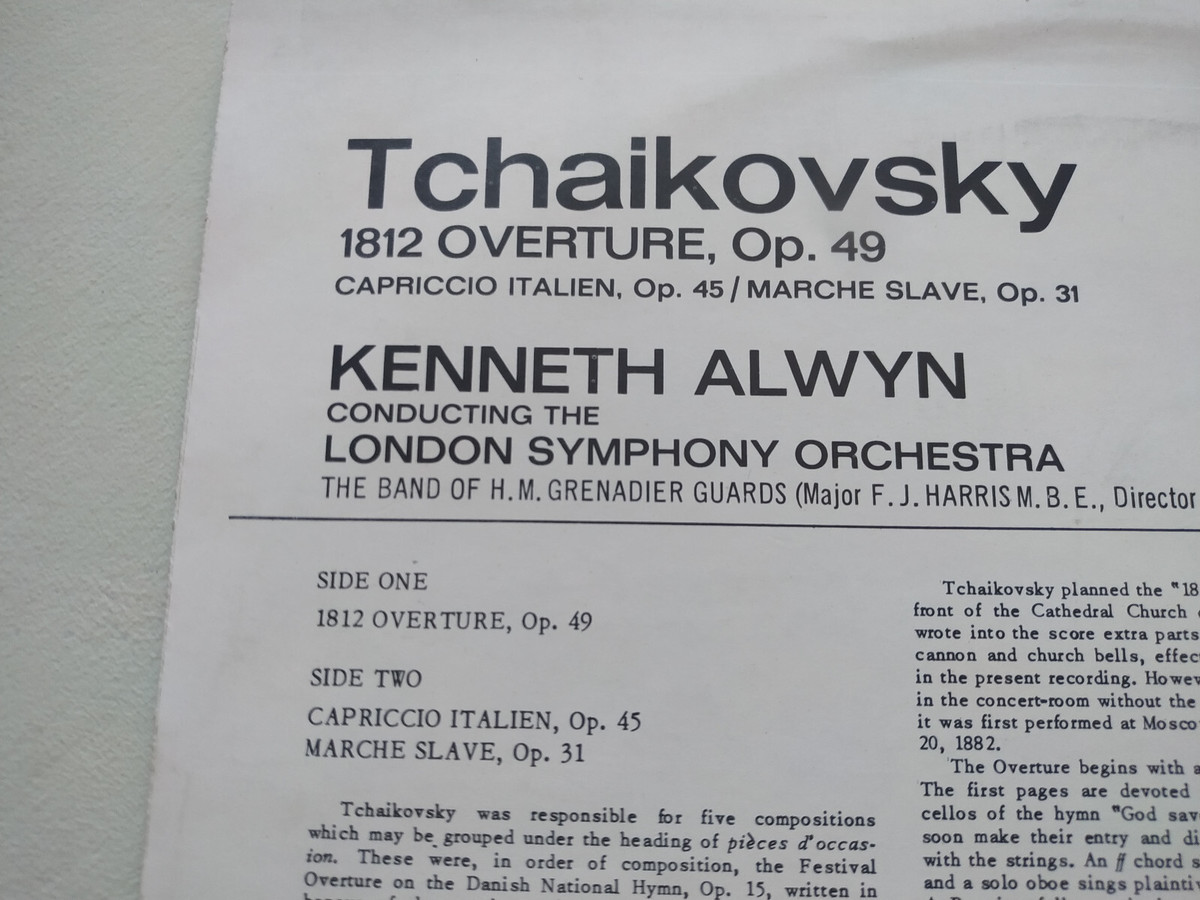 Tchaikovsky
1812 OVERTURE, Op. 49
CAPRICCIO ITALIEN, Op. 45 / MARCHE SLAVE, Op. 31
KENNETH ALWYN
CONDUCTING THE
LONDON SYMPHONY ORCHESTRA
THE BAND OF H. M. GRENADIER GUARDS (Major F. J. HARRIS M. B. E., Director
SIDE ONE
1812 OVERTURE, Op. 49
SIDE TWO
CAPRICCIO ITALIEN, Op. 45
MARCHE SLAVE, Op. 31
Tchaikovsky was responsible for five compositions
which may be grouped under the heading of pièces d'occas-
ion. These were, in order of composition, the Festival
Overture on the Danish National Hymn, Op. 15, written in
Tchaikovsky planned the "18
front of the Cathedral Church
wrote into the score extra parts
cannon and church bells, effec
in the present recording. Howev
in the concert-room without the
it was first performed at Mosco
20, 1882.
The Overture begins with a
The first pages are devoted
cellos of the hymn "God sav
soon make their entry and di
with the strings. An ff chord s
and a solo oboe sings plainti